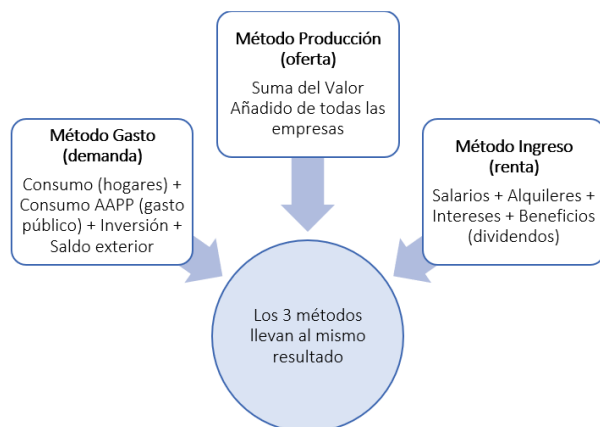 Método Producción
(oferta)
Suma del Valor
Añadido de todas las
empresas
Método Gasto
(demanda)
Consumo (hogares) +
Consumo AAPP (gasto
público) + Inversión +
Saldo exterior
Método Ingreso
(renta)
Salarios + Alquileres +
Intereses + Beneficios
(dividendos)
Los 3 métodos
llevan al mismo
resultado